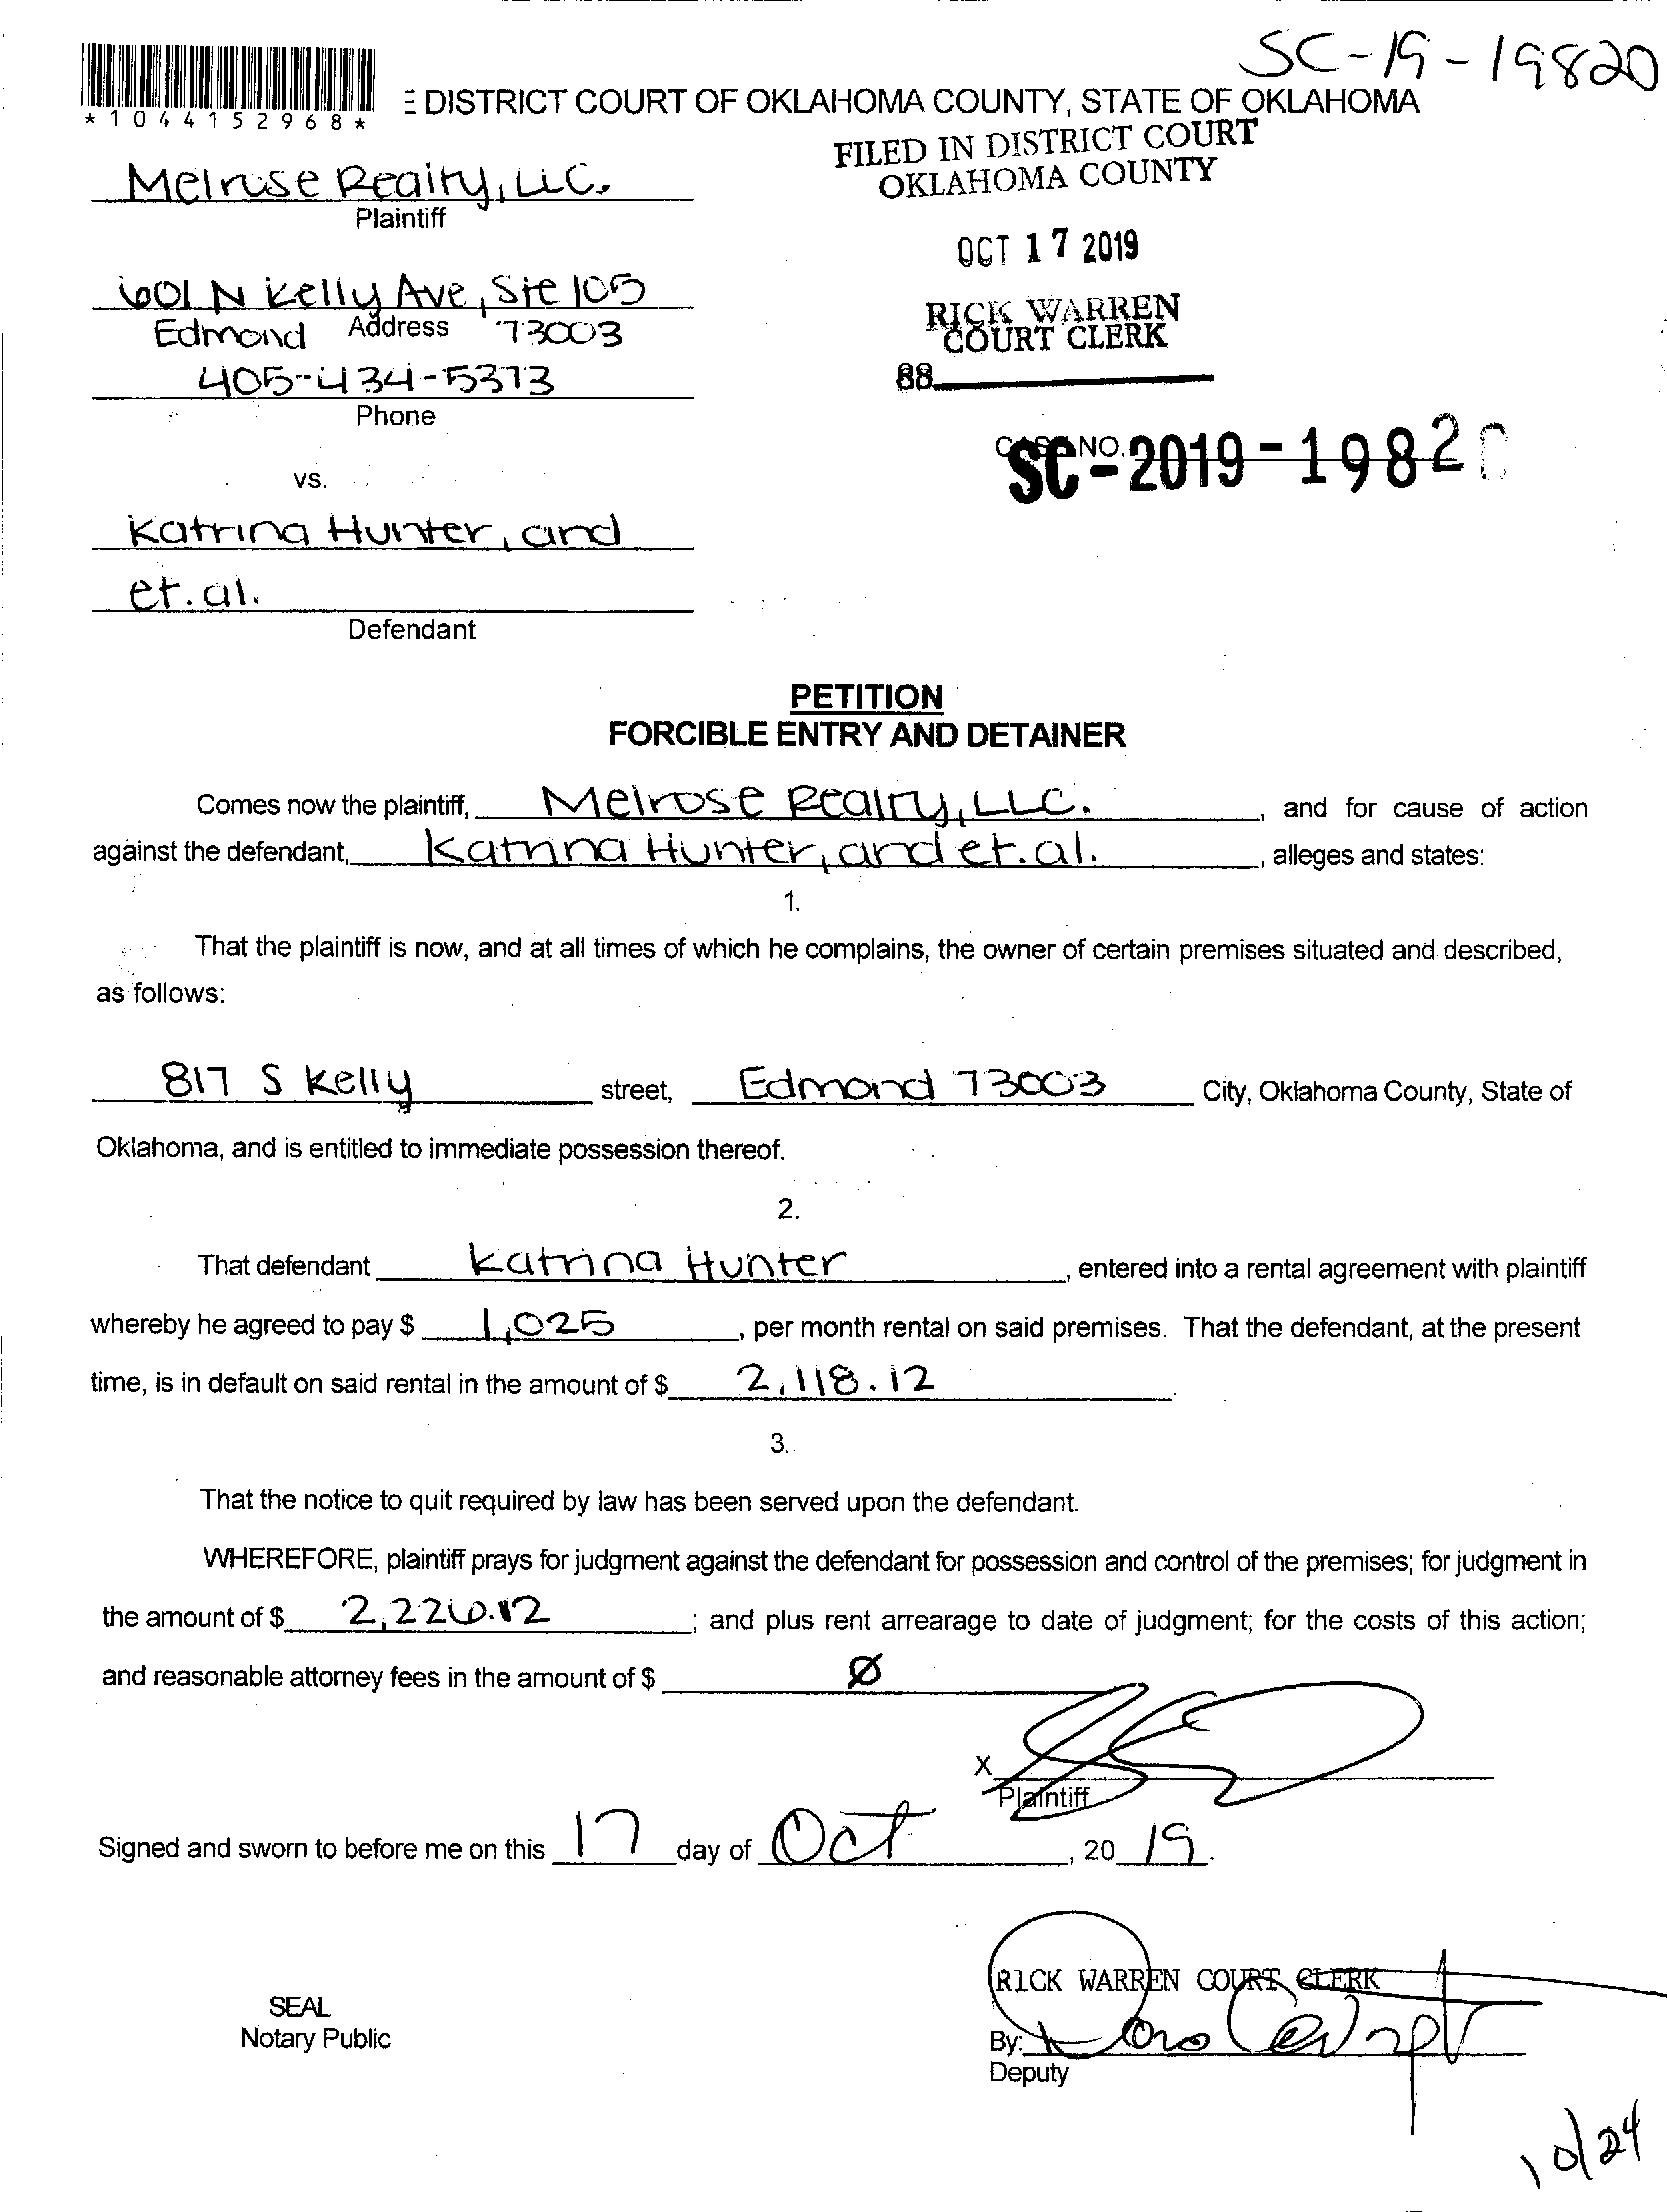 SC-19-19820
*1044152968*
E DISTRICT COURT OF OKLAHOMA COUNTY, STATE OF OKLAHOMA
FILED IN DISTRICT COURT
OKLAHOMA COUNTY
Melrose Realty, LLC.
Plaintiff
OCT 17 2019
601 N Kelly Ave, Ste 105
Edmond Address 73003
RICK WARREN
COURT CLERK
405-434-5373
88
Phone
CASE NO.
SC-2019-19820
vs.
Katrina Hunter, and
et. al.
Defendant
PETITION
FORCIBLE ENTRY AND DETAINER
Comes now the plaintiff, Melrose Realty, LLC. , and for cause of action
against the defendant, Katrina Hunter, and et. al. , alleges and states:
1.
That the plaintiff is now, and at all times of which he complains, the owner of certain premises situated and described,
as follows:
817 S Kelly street, Edmond 73003 City, Oklahoma County, State of
Oklahoma, and is entitled to immediate possession thereof.
2.
That defendant Katrina Hunter , entered into a rental agreement with plaintiff
whereby he agreed to pay $ 1,025 , per month rental on said premises. That the defendant, at the present
time, is in default on said rental in the amount of $ 2,118.12 .
3.
That the notice to quit required by law has been served upon the defendant.
WHEREFORE, plaintiff prays for judgment against the defendant for possession and control of the premises; for judgment in
the amount of $ 2,226.12 ; and plus rent arrearage to date of judgment; for the costs of this action;
and reasonable attorney fees in the amount of $ Ø
X
Plaintiff
Signed and sworn to before me on this 17 day of Oct , 20 19.
RICK WARREN COURT CLERK
SEAL
Notary Public
By:
Deputy
10/24